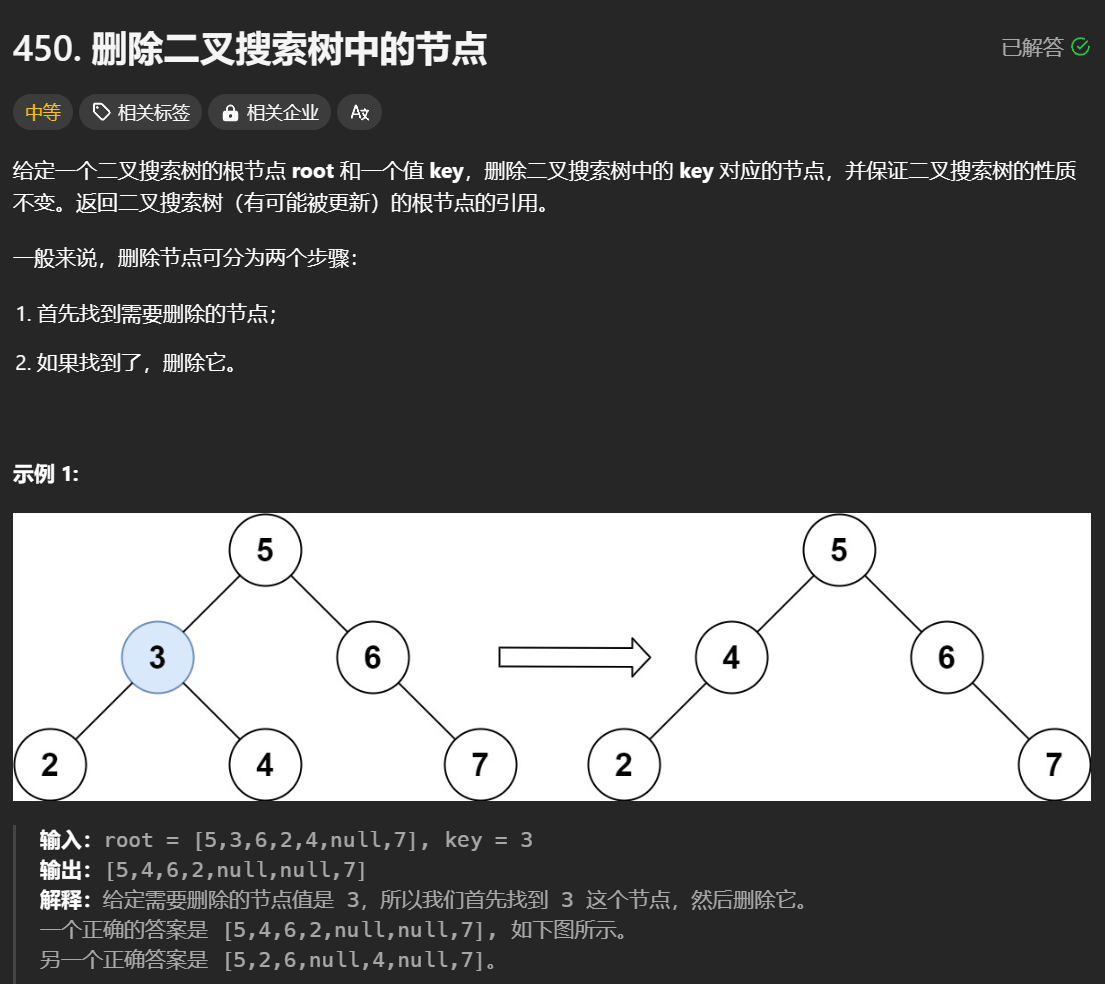 450. 删除二叉搜索树中的节点
已解答
中等
相关标签
相关企业
给定一个二叉搜索树的根节点 root 和一个值 key，删除二叉搜索树中的 key 对应的节点，并保证二叉搜索树的性质
不变。返回二叉搜索树（有可能被更新）的根节点的引用。
一般来说，删除节点可分为两个步骤：
1. 首先找到需要删除的节点；
2. 如果找到了，删除它。
示例 1:
5
5
3
6
4
6
2
4
7
2
7
输入：root = [5,3,6,2,4,null,7], key = 3
输出：[5,4,6,2,null,null,7]
解释：给定需要删除的节点值是 3，所以我们首先找到 3 这个节点，然后删除它。
一个正确的答案是 [5,4,6,2,null,null,7], 如下图所示。
另一个正确答案是 [5,2,6,null,4,null,7]。